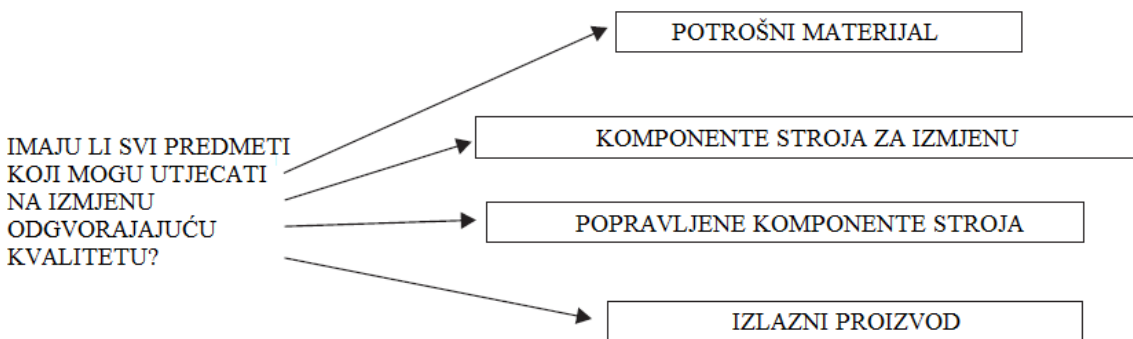 POTROŠNI MATERIJAL
KOMPONENTE STROJA ZA IZMJENU
IMAJU LI SVI PREDMETI
KOJI MOGU UTJECATI
NA IZMJENU
ODGVORAJAJUĆU
KVALITETU?
POPRAVLJENE KOMPONENTE STROJA
IZLAZNI PROIZVOD